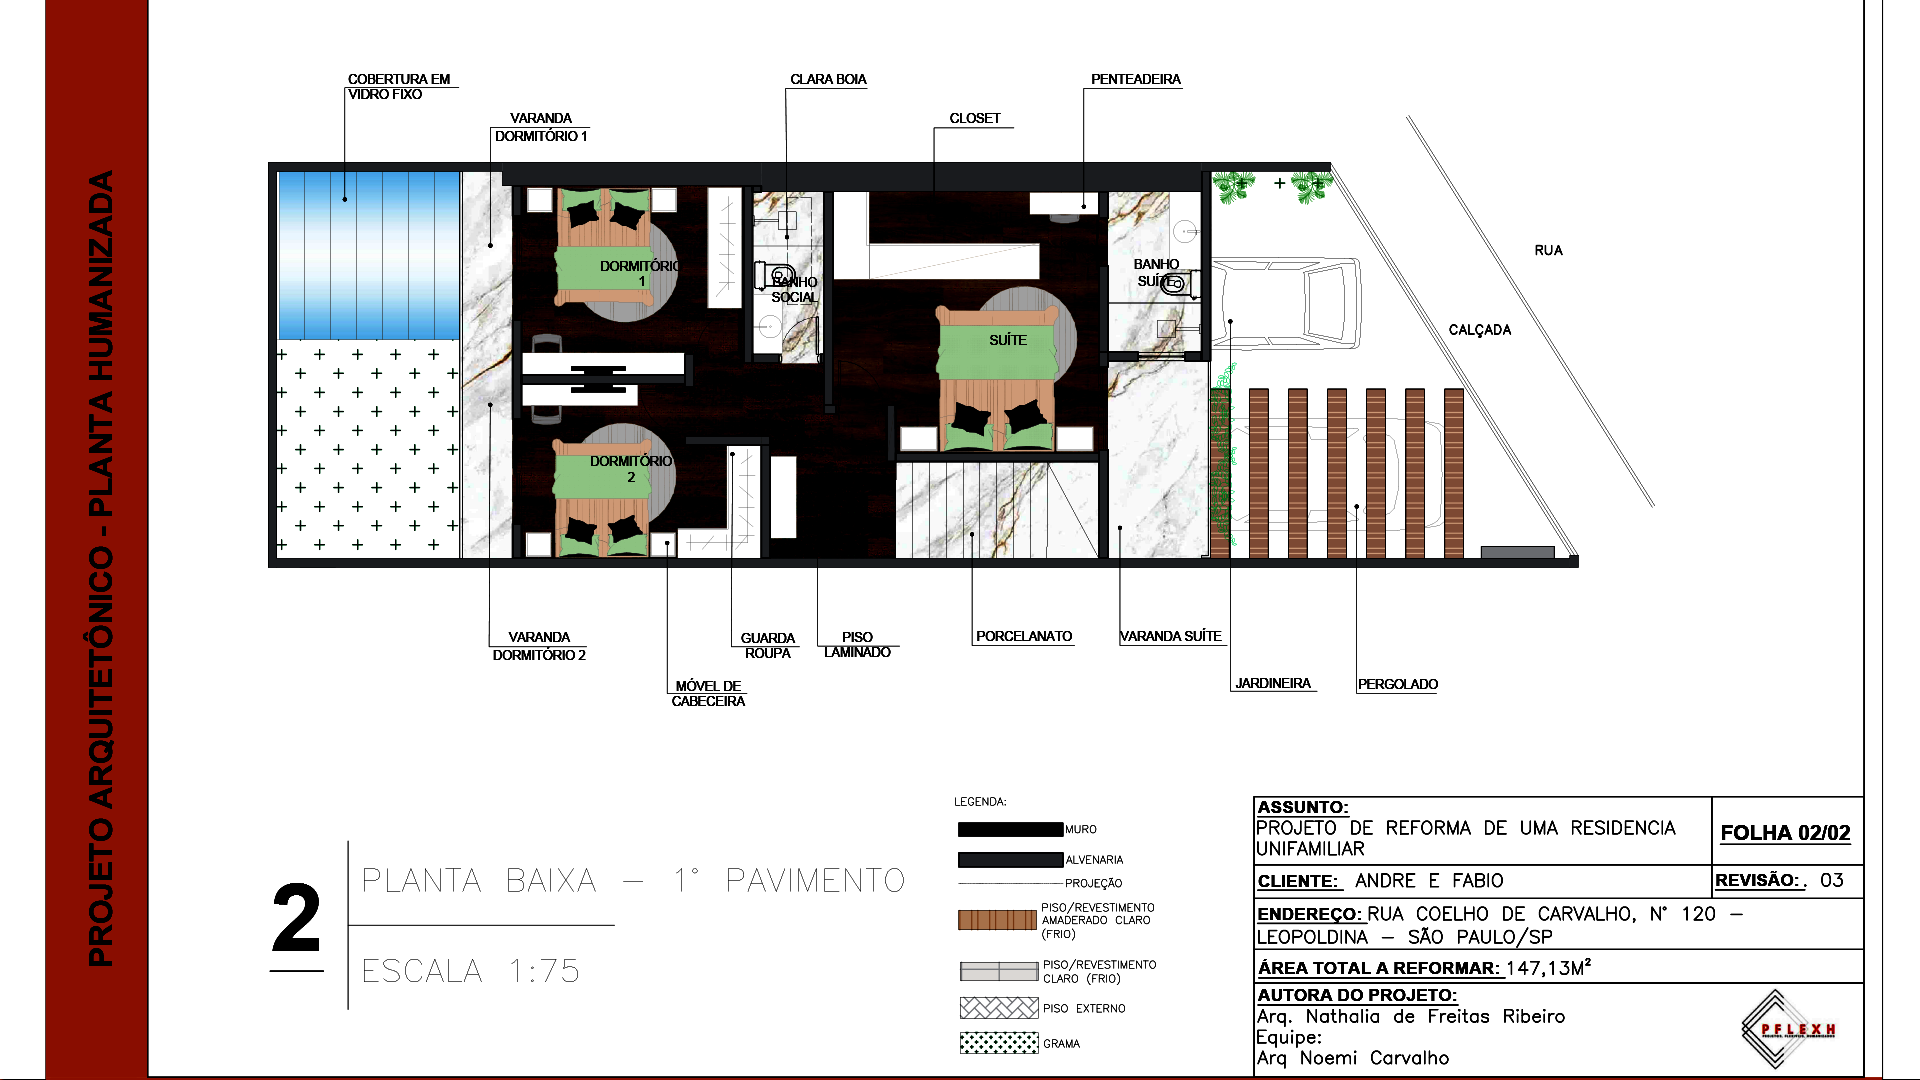 PROJETO ARQUITETÔNICO - PLANTA HUMANIZADA
COBERTURA EM
VIDRO FIXO
VARANDA
DORMITÓRIO 1
CLARA BOIA
CLOSET
PENTEADEIRA
DORMITÓRIO
1
BANHO
SOCIAL
BANHO
SUÍTE
SUÍTE
DORMITÓRIO
2
RUA
CALÇADA
VARANDA
DORMITÓRIO 2
MÓVEL DE
CABECEIRA
GUARDA
ROUPA
PISO
LAMINADO
PORCELANATO
VARANDA SUÍTE
JARDINEIRA
PERGOLADO
2
PLANTA BAIXA - 1° PAVIMENTO
ESCALA 1:75
LEGENDA:
MURO
ALVENARIA
PROJEÇÃO
PISO/REVESTIMENTO
AMADERADO CLARO
(FRIO)
PISO/REVESTIMENTO
CLARO (FRIO)
PISO EXTERNO
GRAMA
ASSUNTO:
PROJETO DE REFORMA DE UMA RESIDENCIA
UNIFAMILIAR
FOLHA 02/02
CLIENTE: ANDRE E FABIO
REVISÃO: . 03
ENDEREÇO: RUA COELHO DE CARVALHO, N° 120 -
LEOPOLDINA - SÃO PAULO/SP
ÁREA TOTAL A REFORMAR: 147,13M²
AUTORA DO PROJETO:
Arq. Nathalia de Freitas Ribeiro
Equipe:
Arq Noemi Carvalho
PFLEXH